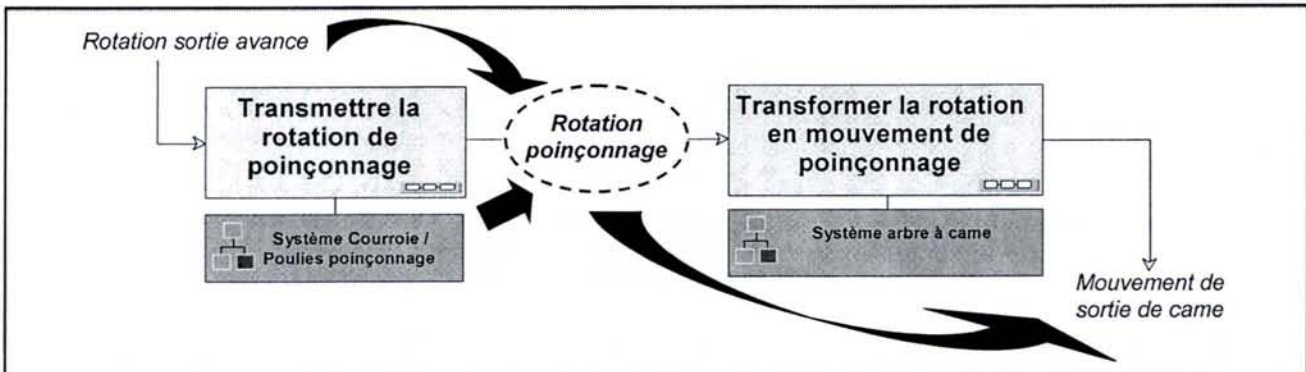 Rotation sortie avance
Transmettre la
rotation de
poinçonnage
Système Courroie /
Poulies poinçonnage
Rotation
poinçonnage
Transformer la rotation
en mouvement de
poinçonnage
Système arbre à came
Mouvement de
sortie de came